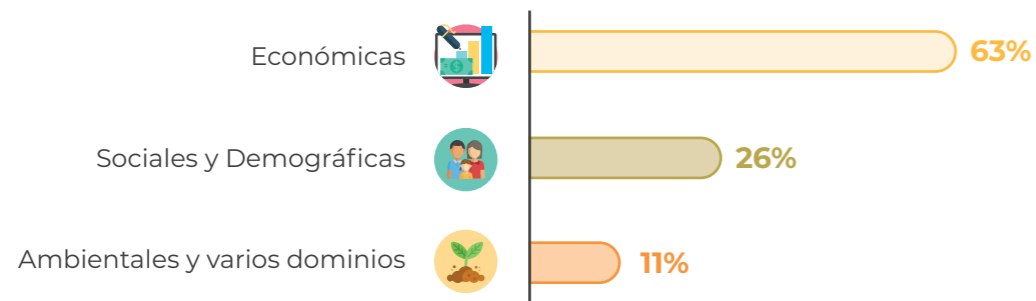 Económicas
63%
Sociales y Demográficas
26%
Ambientales y varios dominios
11%